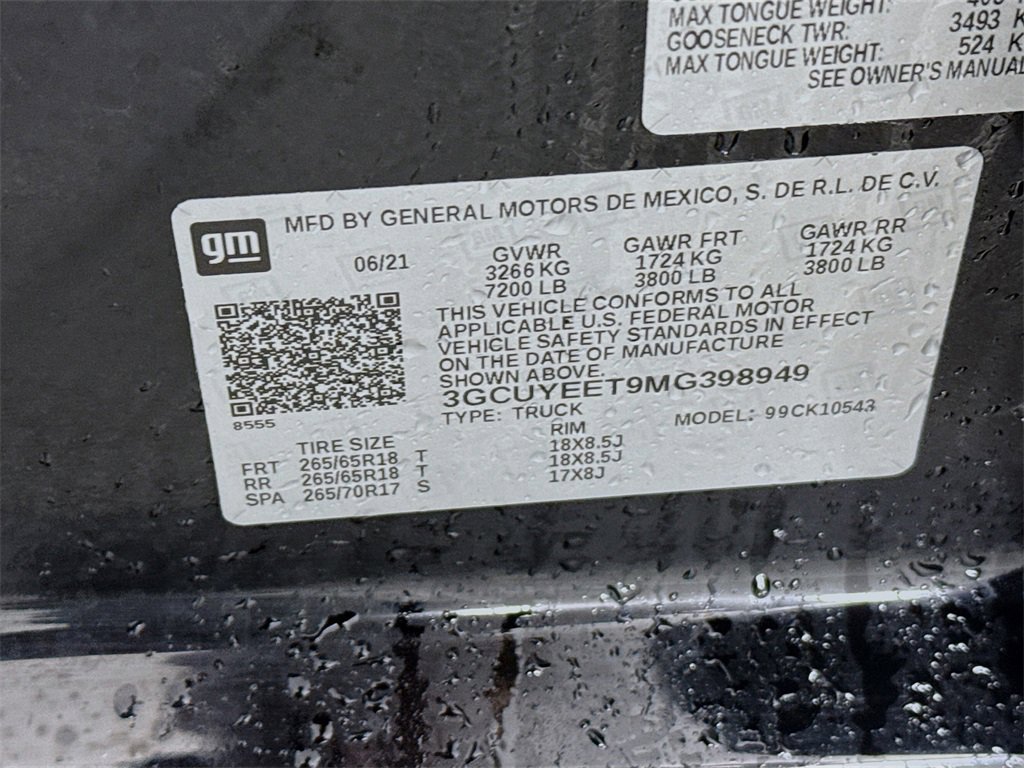 MAX TONGUE WEIGHT:
GOOSENECK TWR: 3493 K
MAX TONGUE WEIGHT: 524 K
SEE OWNER'S MANUAL
gm
MFD BY GENERAL MOTORS DE MEXICO, S. DE R.L. DE C.V.
06/21 GVWR GAWR FRT GAWR RR
3266 KG 1724 KG 1724 KG
7200 LB 3800 LB 3800 LB
THIS VEHICLE CONFORMS TO ALL
APPLICABLE U.S. FEDERAL MOTOR
VEHICLE SAFETY STANDARDS IN EFFECT
ON THE DATE OF MANUFACTURE
SHOWN ABOVE.
3GCUYEET9MG398949
8555
TYPE: TRUCK MODEL: 99CK10543
TIRE SIZE RIM
FRT 265/65R18 T 18X8.5J
RR 265/65R18 T 18X8.5J
SPA 265/70R17 S 17X8J